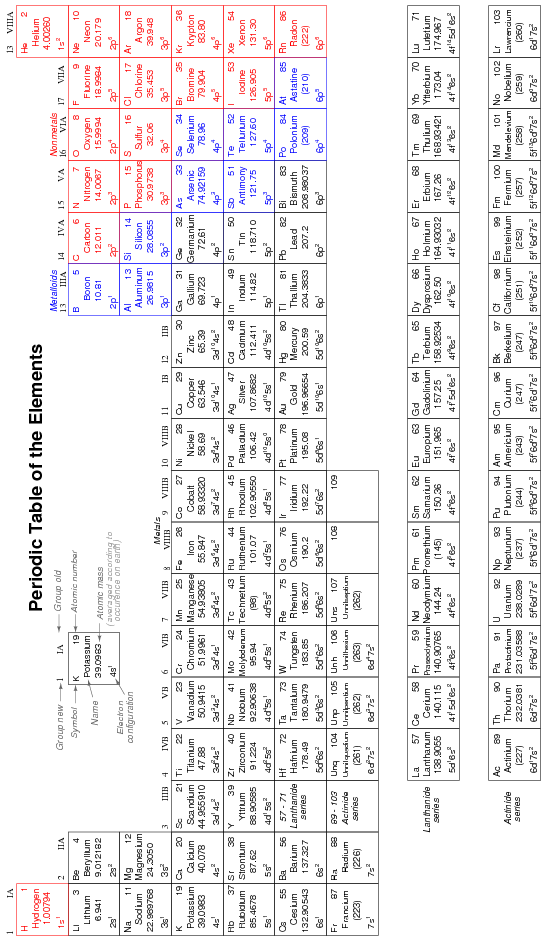 Periodic Table of the Elements
IA
1
VIIIA
13
H 1
Hydrogen
1.00794
1s¹
Group new
1 IA
Group old
Symbol
K 19
Atomic number
Potassium
Name
39.0983
Atomic mass
(averaged according to
occurence on earth)
4s¹
Electron
configuration
He 2
Helium
4.00260
1s²
IIA
2
Metalloids
Nonmetals
IIIA IVA VA VIA VIIA
13 14 15 16 17
Li 3 Be 4 B 5 C 6 N 7 O 8 F 9 Ne 10
Lithium Beryllium Boron Carbon Nitrogen Oxygen Fluorine Neon
6.941 9.012182 10.81 12.011 14.0067 15.9994 18.9994 20.179
2s¹ 2s² 2p¹ 2p² 2p³ 2p⁴ 2p⁵ 2p⁶
Metals
IIIB IVB VB VIB VIIB VIIIB VIIIB VIIIB IB IIB
3 4 5 6 7 8 9 10 11 12
Na 11 Mg 12 Al 13 Si 14 P 15 S 16 Cl 17 Ar 18
Sodium Magnesium Aluminum Silicon Phosphorus Sulfur Chlorine Argon
22.989768 24.3050 26.9815 28.0855 30.9738 32.06 35.453 39.948
3s¹ 3s² 3p¹ 3p² 3p³ 3p⁴ 3p⁵ 3p⁶
K 19 Ca 20 Sc 21 Ti 22 V 23 Cr 24 Mn 25 Fe 26 Co 27 Ni 28 Cu 29 Zn 30 Ga 31 Ge 32 As 33 Se 34 Br 35 Kr 36
Potassium Calcium Scandium Titanium Vanadium Chromium Manganese Iron Cobalt Nickel Copper Zinc Gallium Germanium Arsenic Selenium Bromine Krypton
39.0983 40.078 44.955910 47.88 50.9415 51.9961 54.93805 55.847 58.93320 58.69 63.546 65.39 69.723 72.61 74.92159 78.96 79.904 83.80
4s¹ 4s² 3d¹4s² 3d²4s² 3d³4s² 3d⁵4s¹ 3d⁵4s² 3d⁶4s² 3d⁷4s² 3d⁸4s² 3d¹⁰4s¹ 3d¹⁰4s² 4p¹ 4p² 4p³ 4p⁴ 4p⁵ 4p⁶
Rb 37 Sr 38 Y 39 Zr 40 Nb 41 Mo 42 Tc 43 Ru 44 Rh 45 Pd 46 Ag 47 Cd 48 In 49 Sn 50 Sb 51 Te 52 I 53 Xe 54
Rubidium Strontium Yttrium Zirconium Niobium Molybdenum Technetium Ruthenium Rhodium Palladium Silver Cadmium Indium Tin Antimony Tellurium Iodine Xenon
85.4678 87.62 88.90585 91.224 92.90638 95.94 (98) 101.07 102.90550 106.42 107.8682 112.411 114.82 118.710 121.75 127.60 126.905 131.30
5s¹ 5s² 4d¹5s² 4d²5s² 4d⁴5s¹ 4d⁵5s¹ 4d⁵5s² 4d⁷5s¹ 4d⁸5s¹ 4d¹⁰5s⁰ 4d¹⁰5s¹ 4d¹⁰5s² 5p¹ 5p² 5p³ 5p⁴ 5p⁵ 5p⁶
Cs 55 Ba 56 57 - 71 Hf 72 Ta 73 W 74 Re 75 Os 76 Ir 77 Pt 78 Au 79 Hg 80 Tl 81 Pb 82 Bi 83 Po 84 At 85 Rn 86
Cesium Barium Lanthanide series Hafnium Tantalum Tungsten Rhenium Osmium Iridium Platinum Gold Mercury Thallium Lead Bismuth Polonium Astatine Radon
132.90543 137.327 178.49 180.9479 183.85 186.207 190.2 192.22 195.08 196.96654 200.59 204.3833 207.2 208.98037 (209) (210) (222)
6s¹ 6s² 5d²6s² 5d³6s² 5d⁴6s² 5d⁵6s² 5d⁶6s² 5d⁷6s² 5d⁹6s¹ 5d¹⁰6s¹ 5d¹⁰6s² 6p¹ 6p² 6p³ 6p⁴ 6p⁵ 6p⁶
Fr 87 Ra 88 89 - 103 Unq 104 Unp 105 Unh 106 Uns 107 108 109
Francium Radium Actinide series Unniquadium Unnipentium Unnilhexium Unnilseptium
(223) (226) (261) (262) (263) (262)
7s¹ 7s² 6d²7s² 6d³7s² 6d⁴7s²
Lanthanide
series
La 57 Ce 58 Pr 59 Nd 60 Pm 61 Sm 62 Eu 63 Gd 64 Tb 65 Dy 66 Ho 67 Er 68 Tm 69 Yb 70 Lu 71
Lanthanum Cerium Praseodymium Neodymium Promethium Samarium Europium Gadolinium Terbium Dysprosium Holmium Erbium Thulium Ytterbium Lutetium
138.9055 140.115 140.90765 144.24 (145) 150.36 151.965 157.25 158.92534 162.50 164.93032 167.26 168.93421 173.04 174.967
5d¹6s² 4f¹5d¹6s² 4f³6s² 4f⁴6s² 4f⁵6s² 4f⁶6s² 4f⁷6s² 4f⁷5d¹6s² 4f⁹6s² 4f¹⁰6s² 4f¹¹6s² 4f¹²6s² 4f¹³6s² 4f¹⁴6s² 4f¹⁴5d¹6s²
Actinide
series
Ac 89 Th 90 Pa 91 U 92 Np 93 Pu 94 Am 95 Cm 96 Bk 97 Cf 98 Es 99 Fm 100 Md 101 No 102 Lr 103
Actinium Thorium Protactinium Uranium Neptunium Plutonium Americium Curium Berkelium Californium Einsteinium Fermium Mendelevium Nobelium Lawrencium
(227) 232.0381 231.03588 238.0289 (237) (244) (243) (247) (247) (251) (252) (257) (258) (259) (260)